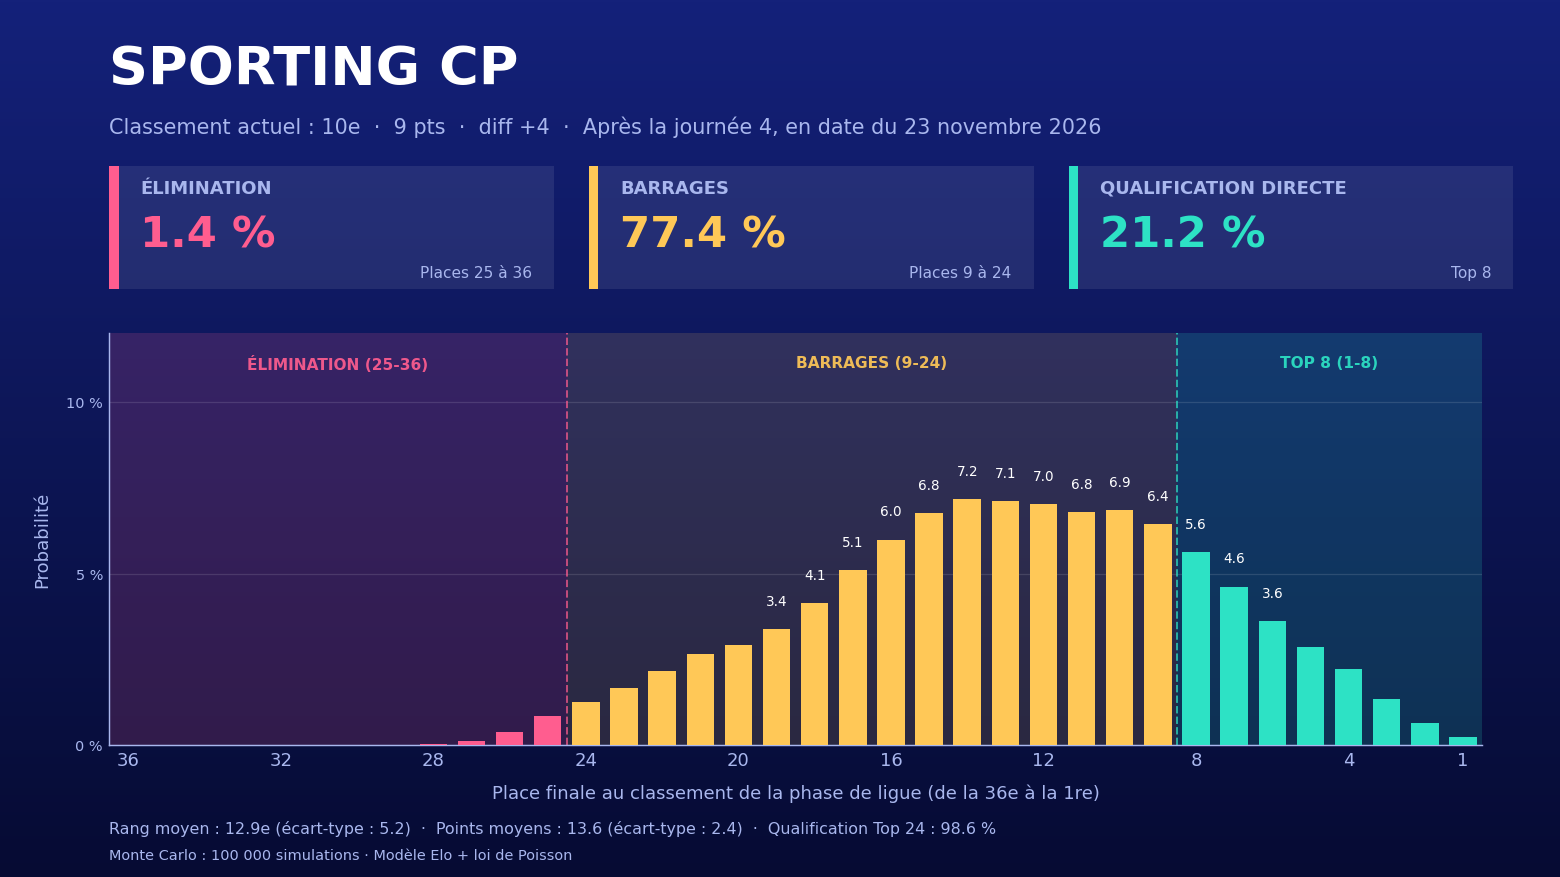 SPORTING CP
Classement actuel : 10e · 9 pts · diff +4 · Après la journée 4, en date du 23 novembre 2026
ÉLIMINATION
1.4 %
Places 25 à 36
BARRAGES
77.4 %
Places 9 à 24
QUALIFICATION DIRECTE
21.2 %
Top 8
ÉLIMINATION (25-36)
BARRAGES (9-24)
TOP 8 (1-8)
Probabilité
10 %
5 %
0 %
3.4
4.1
5.1
6.0
6.8
7.2
7.1
7.0
6.8
6.9
6.4
5.6
4.6
3.6
36 32 28 24 20 16 12 8 4 1
Place finale au classement de la phase de ligue (de la 36e à la 1re)
Rang moyen : 12.9e (écart-type : 5.2) · Points moyens : 13.6 (écart-type : 2.4) · Qualification Top 24 : 98.6 %
Monte Carlo : 100 000 simulations · Modèle Elo + loi de Poisson